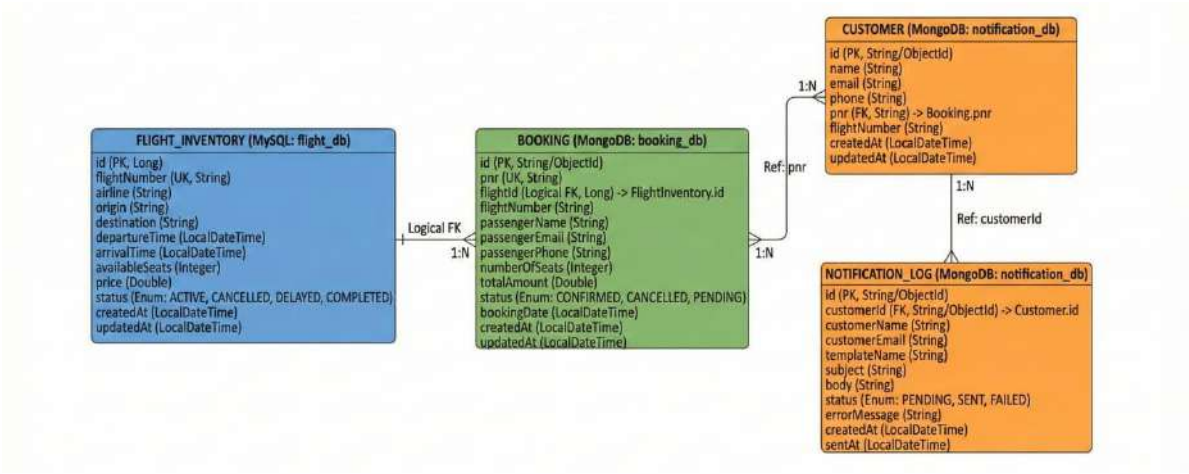 FLIGHT_INVENTORY (MySQL: flight_db)
id (PK, Long)
flightNumber (UK, String)
airline (String)
origin (String)
destination (String)
departureTime (LocalDateTime)
arrivalTime (LocalDateTime)
availableSeats (Integer)
price (Double)
status (Enum: ACTIVE, CANCELLED, DELAYED, COMPLETED)
createdAt (LocalDateTime)
updatedAt (LocalDateTime)
Logical FK
1:N
BOOKING (MongoDB: booking_db)
id (PK, String/ObjectId)
pnr (UK, String)
flightId (Logical FK, Long) -> FlightInventory.id
flightNumber (String)
passengerName (String)
passengerEmail (String)
passengerPhone (String)
numberOfSeats (Integer)
totalAmount (Double)
status (Enum: CONFIRMED, CANCELLED, PENDING)
bookingDate (LocalDateTime)
createdAt (LocalDateTime)
updatedAt (LocalDateTime)
1:N
Ref: pnr
1:N
CUSTOMER (MongoDB: notification_db)
id (PK, String/ObjectId)
name (String)
email (String)
phone (String)
pnr (FK, String) -> Booking.pnr
flightNumber (String)
createdAt (LocalDateTime)
updatedAt (LocalDateTime)
1:N
Ref: customerId
NOTIFICATION_LOG (MongoDB: notification_db)
id (PK, String/ObjectId)
customerId (FK, String/ObjectId) -> Customer.id
customerName (String)
customerEmail (String)
templateName (String)
subject (String)
body (String)
status (Enum: PENDING, SENT, FAILED)
errorMessage (String)
createdAt (LocalDateTime)
sentAt (LocalDateTime)